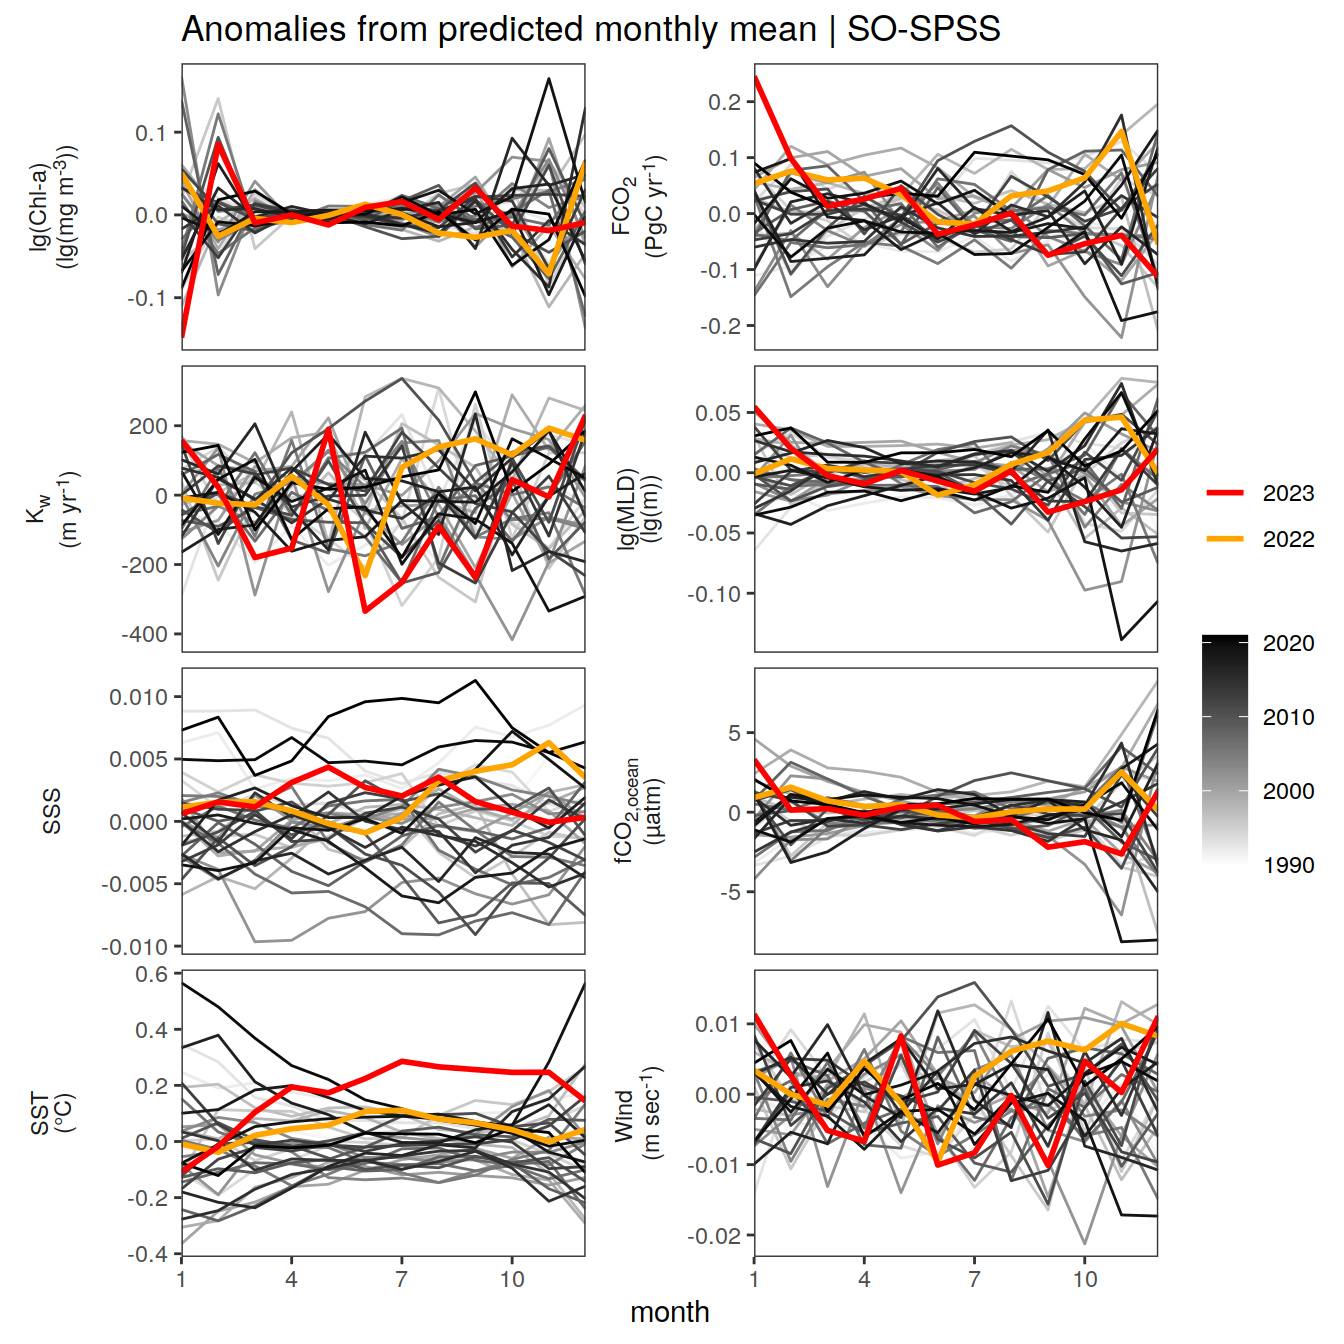 Anomalies from predicted monthly mean | SO-SPSS
lg(Chl-a)
(lg(mg m⁻³))
0.1
0.0
-0.1
FCO₂
(PgC yr⁻¹)
0.2
0.1
0.0
-0.1
-0.2
K_w
(m yr⁻¹)
200
0
-200
-400
lg(MLD)
(lg(m))
0.05
0.00
-0.05
-0.10
SSS
0.010
0.005
0.000
-0.005
-0.010
fCO₂,ocean
(µatm)
5
0
-5
SST
(°C)
0.6
0.4
0.2
0.0
-0.2
-0.4
Wind
(m sec⁻¹)
0.01
0.00
-0.01
-0.02
1 4 7 10
1 4 7 10
month
2023
2022
2020
2010
2000
1990